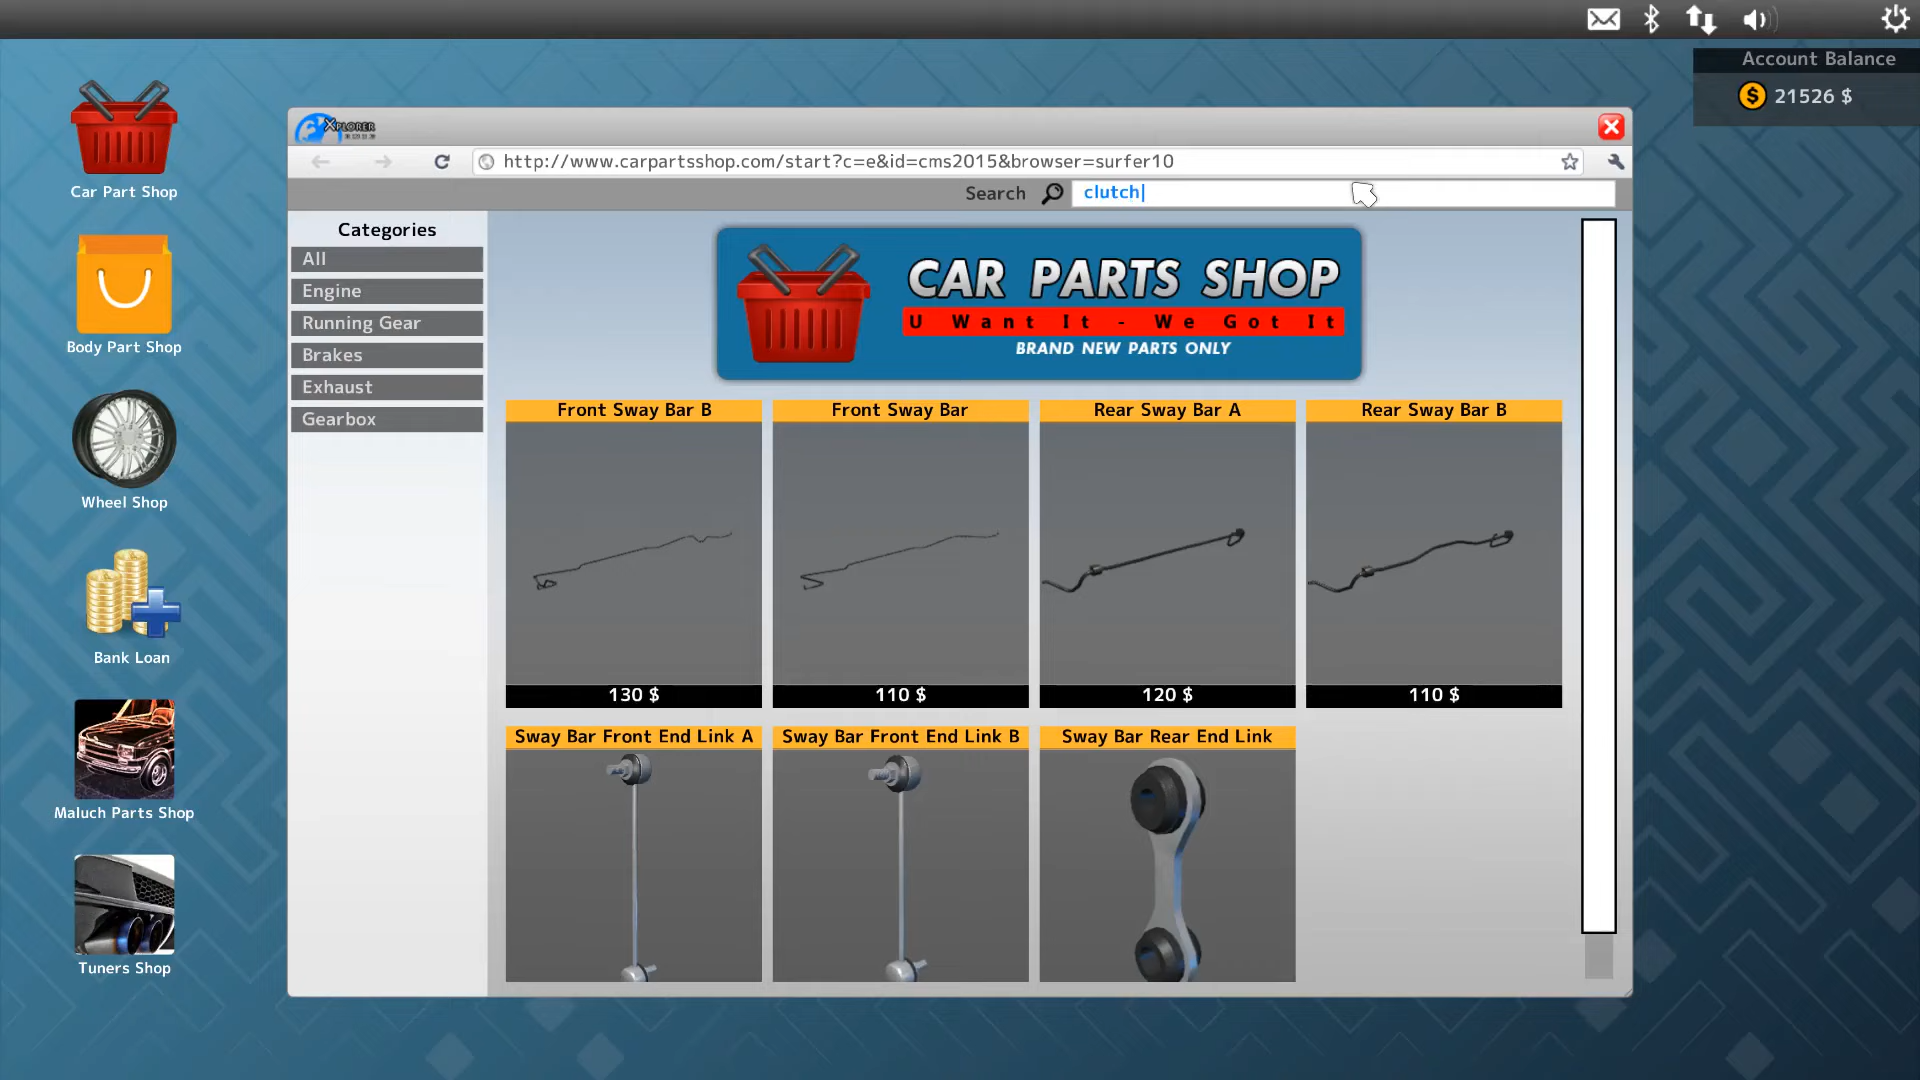 Account Balance
$ 21526 $
Car Part Shop
Body Part Shop
Wheel Shop
Bank Loan
Maluch Parts Shop
Tuners Shop
XPLORER
http://www.carpartsshop.com/start?c=e&id=cms2015&browser=surfer10
Search clutch
Categories
All
Engine
Running Gear
Brakes
Exhaust
Gearbox
CAR PARTS SHOP
U Want It - We Got It
BRAND NEW PARTS ONLY
Front Sway Bar B
130 $
Front Sway Bar
110 $
Rear Sway Bar A
120 $
Rear Sway Bar B
110 $
Sway Bar Front End Link A
Sway Bar Front End Link B
Sway Bar Rear End Link